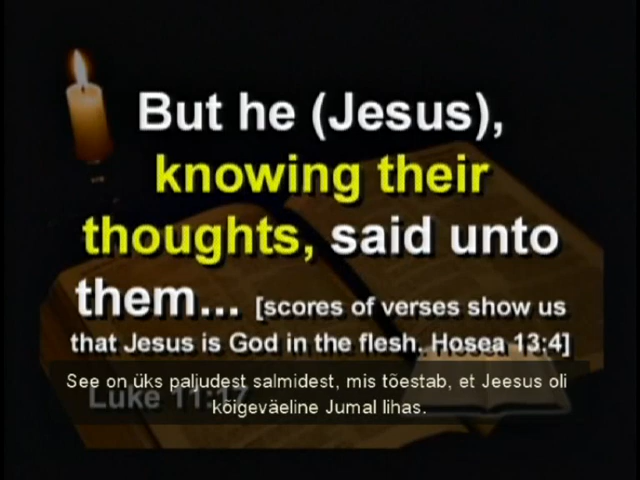 But he (Jesus),
knowing their
thoughts, said unto
them... [scores of verses show us
that Jesus is God in the flesh. Hosea 13:4]
See on üks paljudest salmidest, mis tõestab, et Jeesus oli
Luke 11:17
kõigeväeline Jumal lihas.